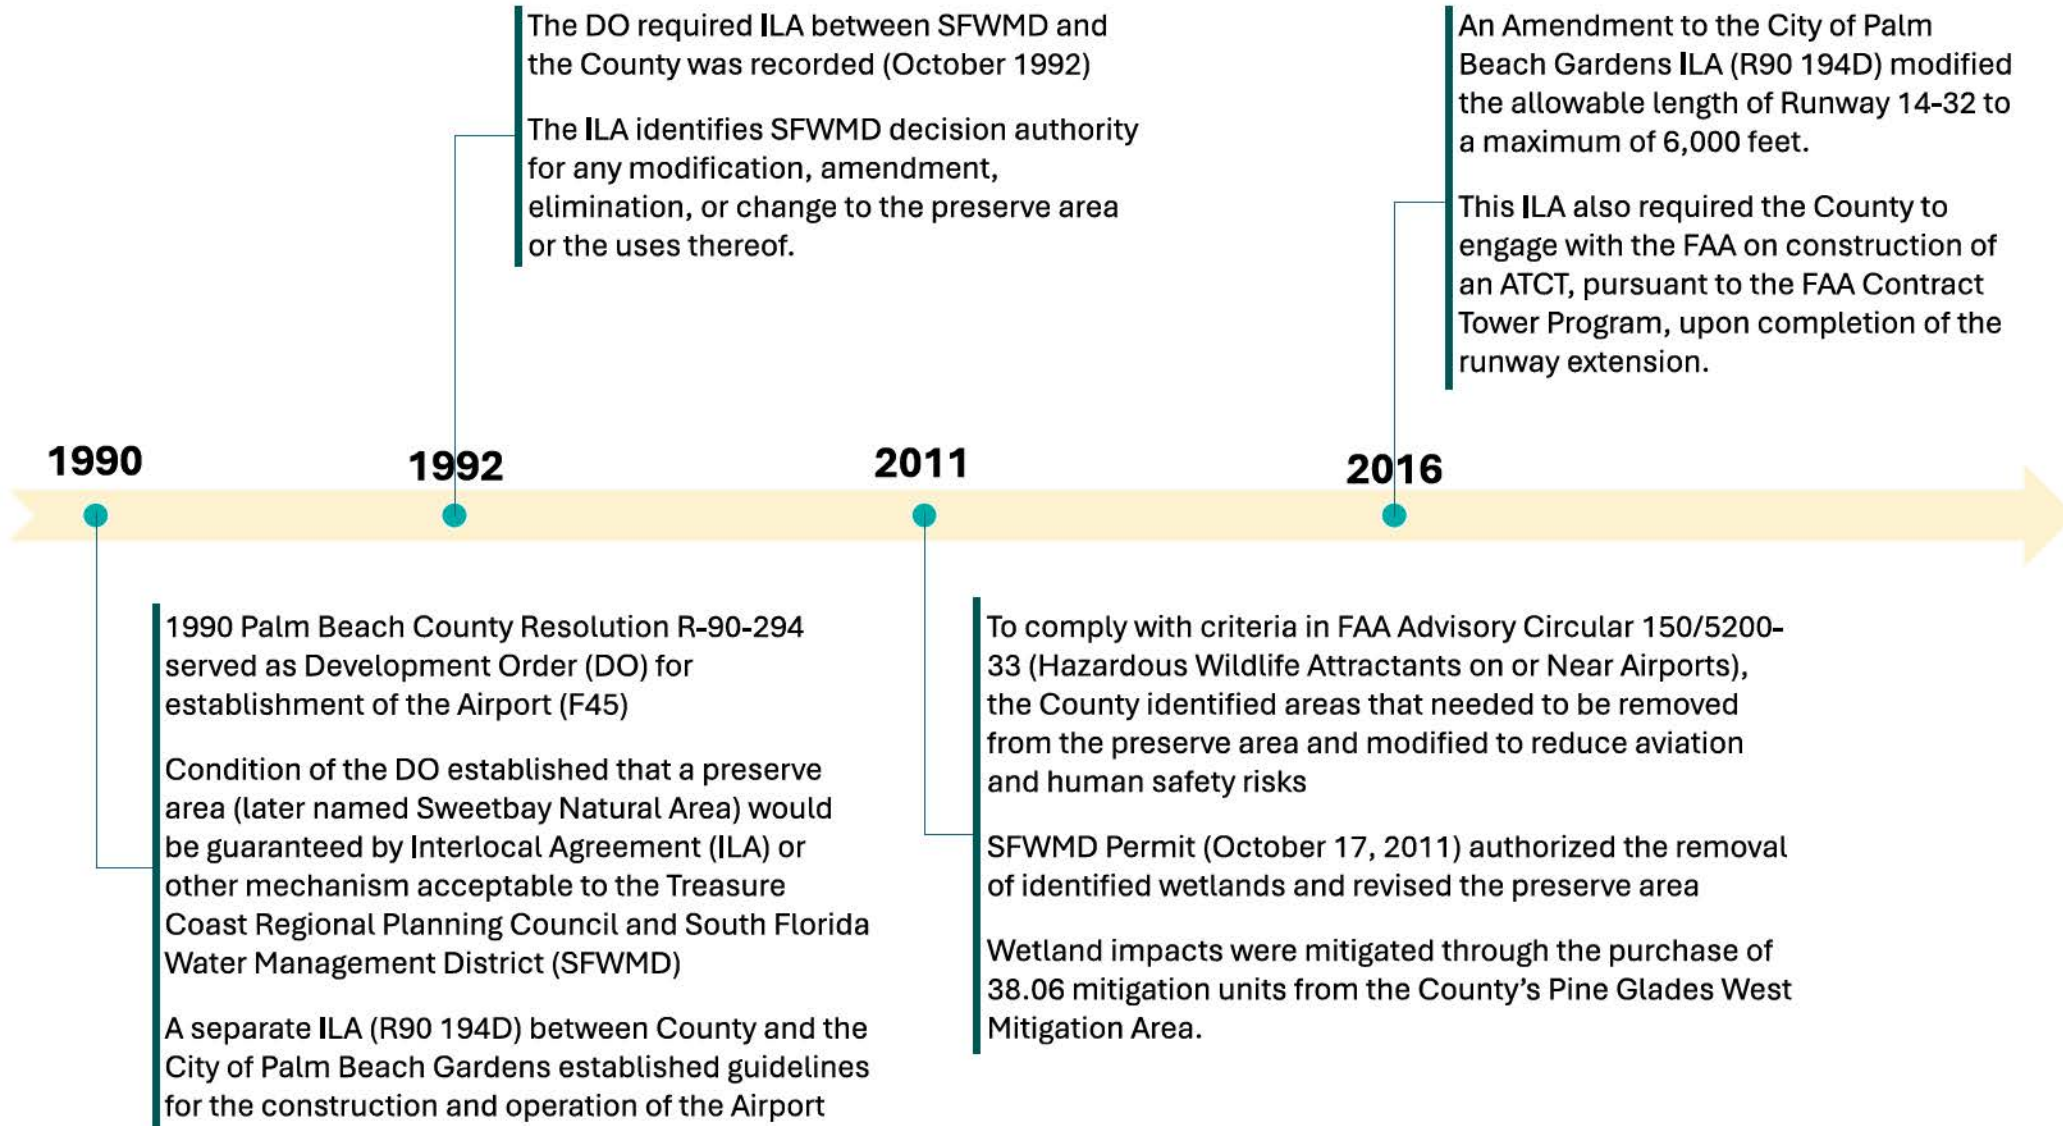 The DO required ILA between SFWMD and
the County was recorded (October 1992)
The ILA identifies SFWMD decision authority
for any modification, amendment,
elimination, or change to the preserve area
or the uses thereof.
An Amendment to the City of Palm
Beach Gardens ILA (R90 194D) modified
the allowable length of Runway 14-32 to
a maximum of 6,000 feet.
This ILA also required the County to
engage with the FAA on construction of
an ATCT, pursuant to the FAA Contract
Tower Program, upon completion of the
runway extension.
1990
1992
2011
2016
1990 Palm Beach County Resolution R-90-294
served as Development Order (DO) for
establishment of the Airport (F45)
Condition of the DO established that a preserve
area (later named Sweetbay Natural Area) would
be guaranteed by Interlocal Agreement (ILA) or
other mechanism acceptable to the Treasure
Coast Regional Planning Council and South Florida
Water Management District (SFWMD)
A separate ILA (R90 194D) between County and the
City of Palm Beach Gardens established guidelines
for the construction and operation of the Airport
To comply with criteria in FAA Advisory Circular 150/5200-
33 (Hazardous Wildlife Attractants on or Near Airports),
the County identified areas that needed to be removed
from the preserve area and modified to reduce aviation
and human safety risks
SFWMD Permit (October 17, 2011) authorized the removal
of identified wetlands and revised the preserve area
Wetland impacts were mitigated through the purchase of
38.06 mitigation units from the County's Pine Glades West
Mitigation Area.